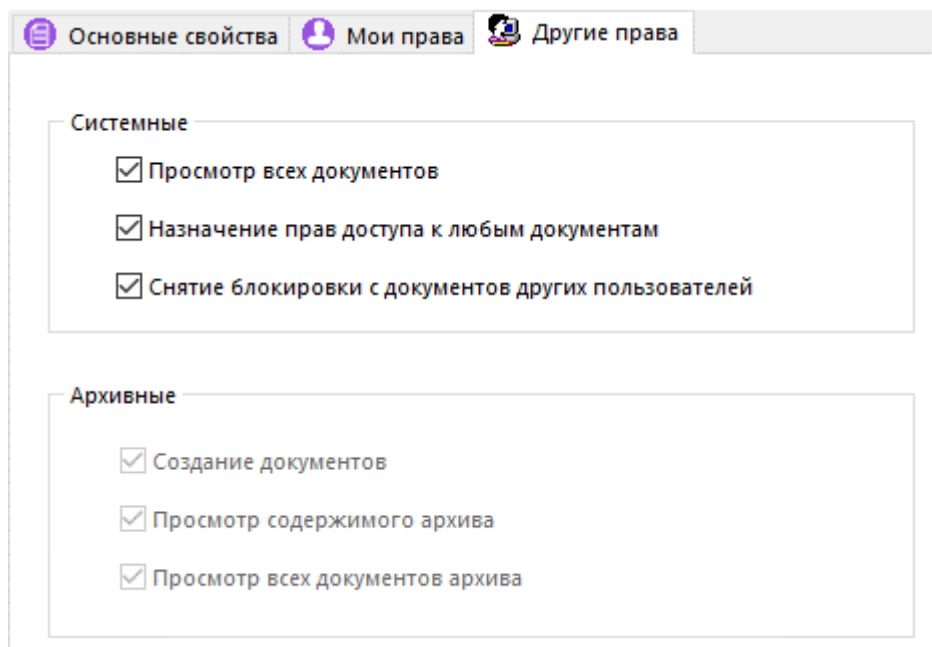 Основные свойства Мои права Другие права
Системные
Просмотр всех документов
Назначение прав доступа к любым документам
Снятие блокировки с документов других пользователей
Архивные
Создание документов
Просмотр содержимого архива
Просмотр всех документов архива